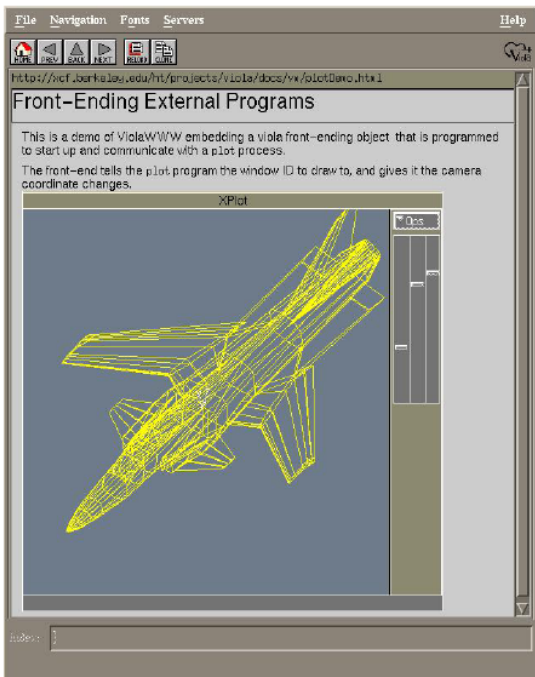 File Navigation Fonts Servers Help
HOME PREV BACK NEXT RELOAD CLONE
http://xcf.berkeley.edu/ht/projects/viola/docs/vw/plotDemo.html
Front-Ending External Programs
This is a demo of ViolaWWW embedding a viola front-ending object that is programmed
to start up and communicate with a plot process.
The front-end tells the plot program the window ID to draw to, and gives it the camera
coordinate changes.
XPlot
Ops
Index: